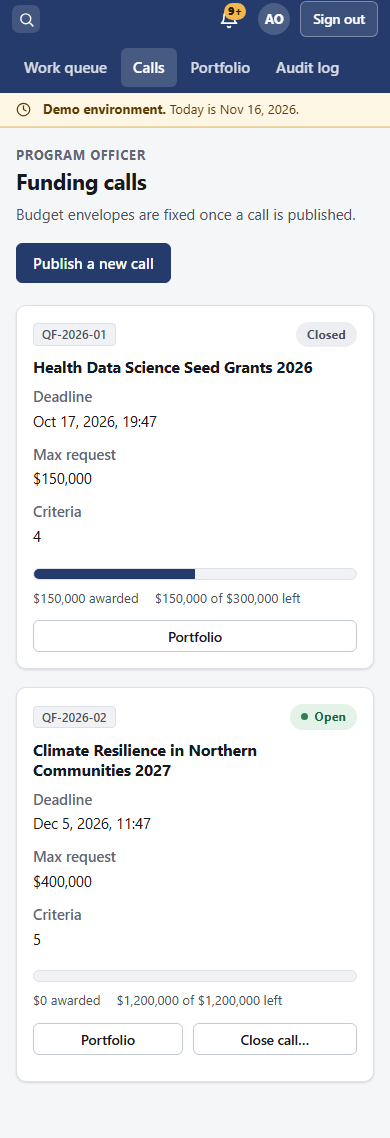 9+
AO
Sign out
Work queue Calls Portfolio Audit log
Demo environment. Today is Nov 16, 2026.
PROGRAM OFFICER
Funding calls
Budget envelopes are fixed once a call is published.
Publish a new call
QF-2026-01 Closed
Health Data Science Seed Grants 2026
Deadline
Oct 17, 2026, 19:47
Max request
$150,000
Criteria
4
$150,000 awarded $150,000 of $300,000 left
Portfolio
QF-2026-02 Open
Climate Resilience in Northern
Communities 2027
Deadline
Dec 5, 2026, 11:47
Max request
$400,000
Criteria
5
$0 awarded $1,200,000 of $1,200,000 left
Portfolio Close call...